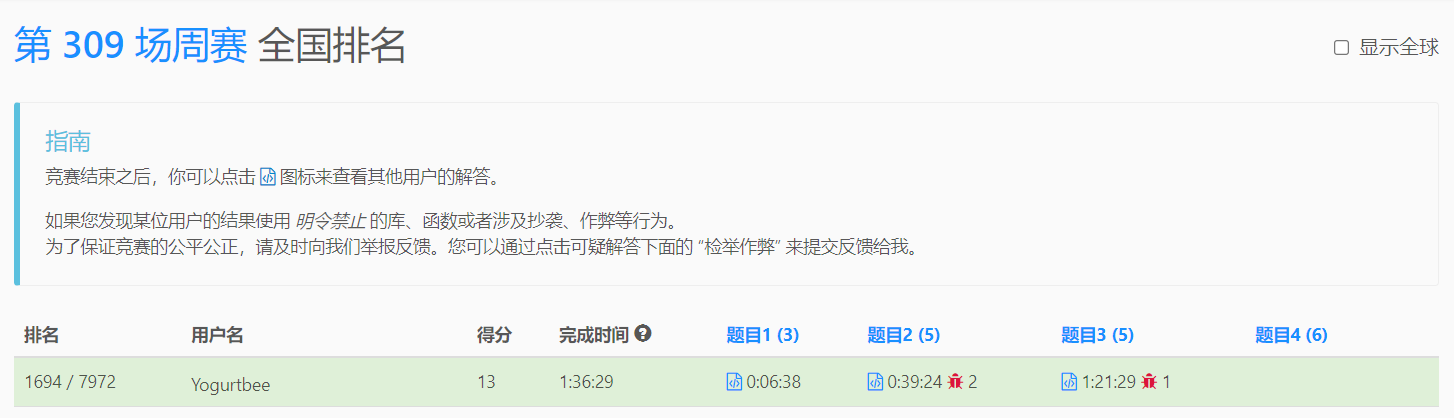 第 309 场周赛 全国排名
显示全球
指南
竞赛结束之后，你可以点击 图标来查看其他用户的解答。
如果您发现某位用户的结果使用 明令禁止 的库、函数或者涉及抄袭、作弊等行为。
为了保证竞赛的公平公正，请及时向我们举报反馈。您可以通过点击可疑解答下面的 “检举作弊” 来提交反馈给我。
排名 用户名 得分 完成时间 题目1 (3) 题目2 (5) 题目3 (5) 题目4 (6)
1694 / 7972 Yogurtbee 13 1:36:29 0:06:38 0:39:24 2 1:21:29 1